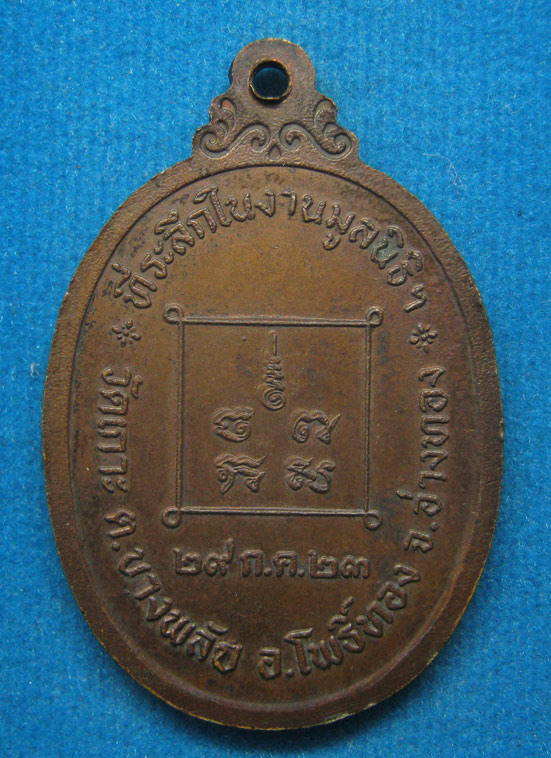 ที่ระลึกในงานมูลนิธิฯ
๒๙ ก.ค.๒๓
วัดเกาะ ต.บางพลับ อ.โพธิ์ทอง จ.อ่างทอง